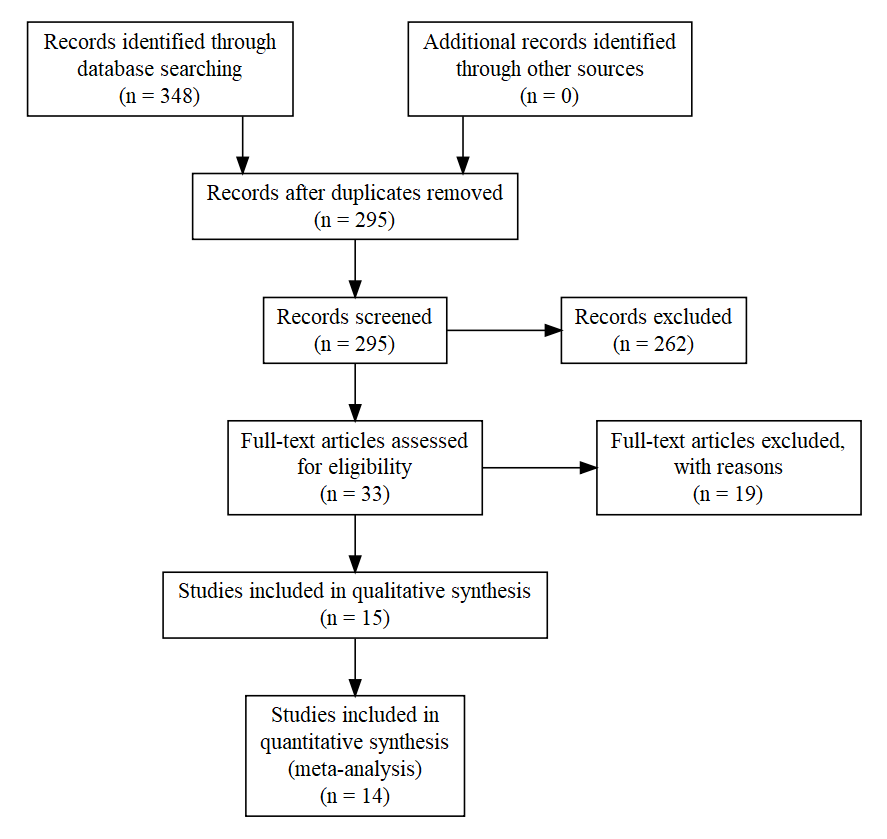 Records identified through
database searching
(n = 348)
Additional records identified
through other sources
(n = 0)
Records after duplicates removed
(n = 295)
Records screened
(n = 295)
Records excluded
(n = 262)
Full-text articles assessed
for eligibility
(n = 33)
Full-text articles excluded,
with reasons
(n = 19)
Studies included in qualitative synthesis
(n = 15)
Studies included in
quantitative synthesis
(meta-analysis)
(n = 14)